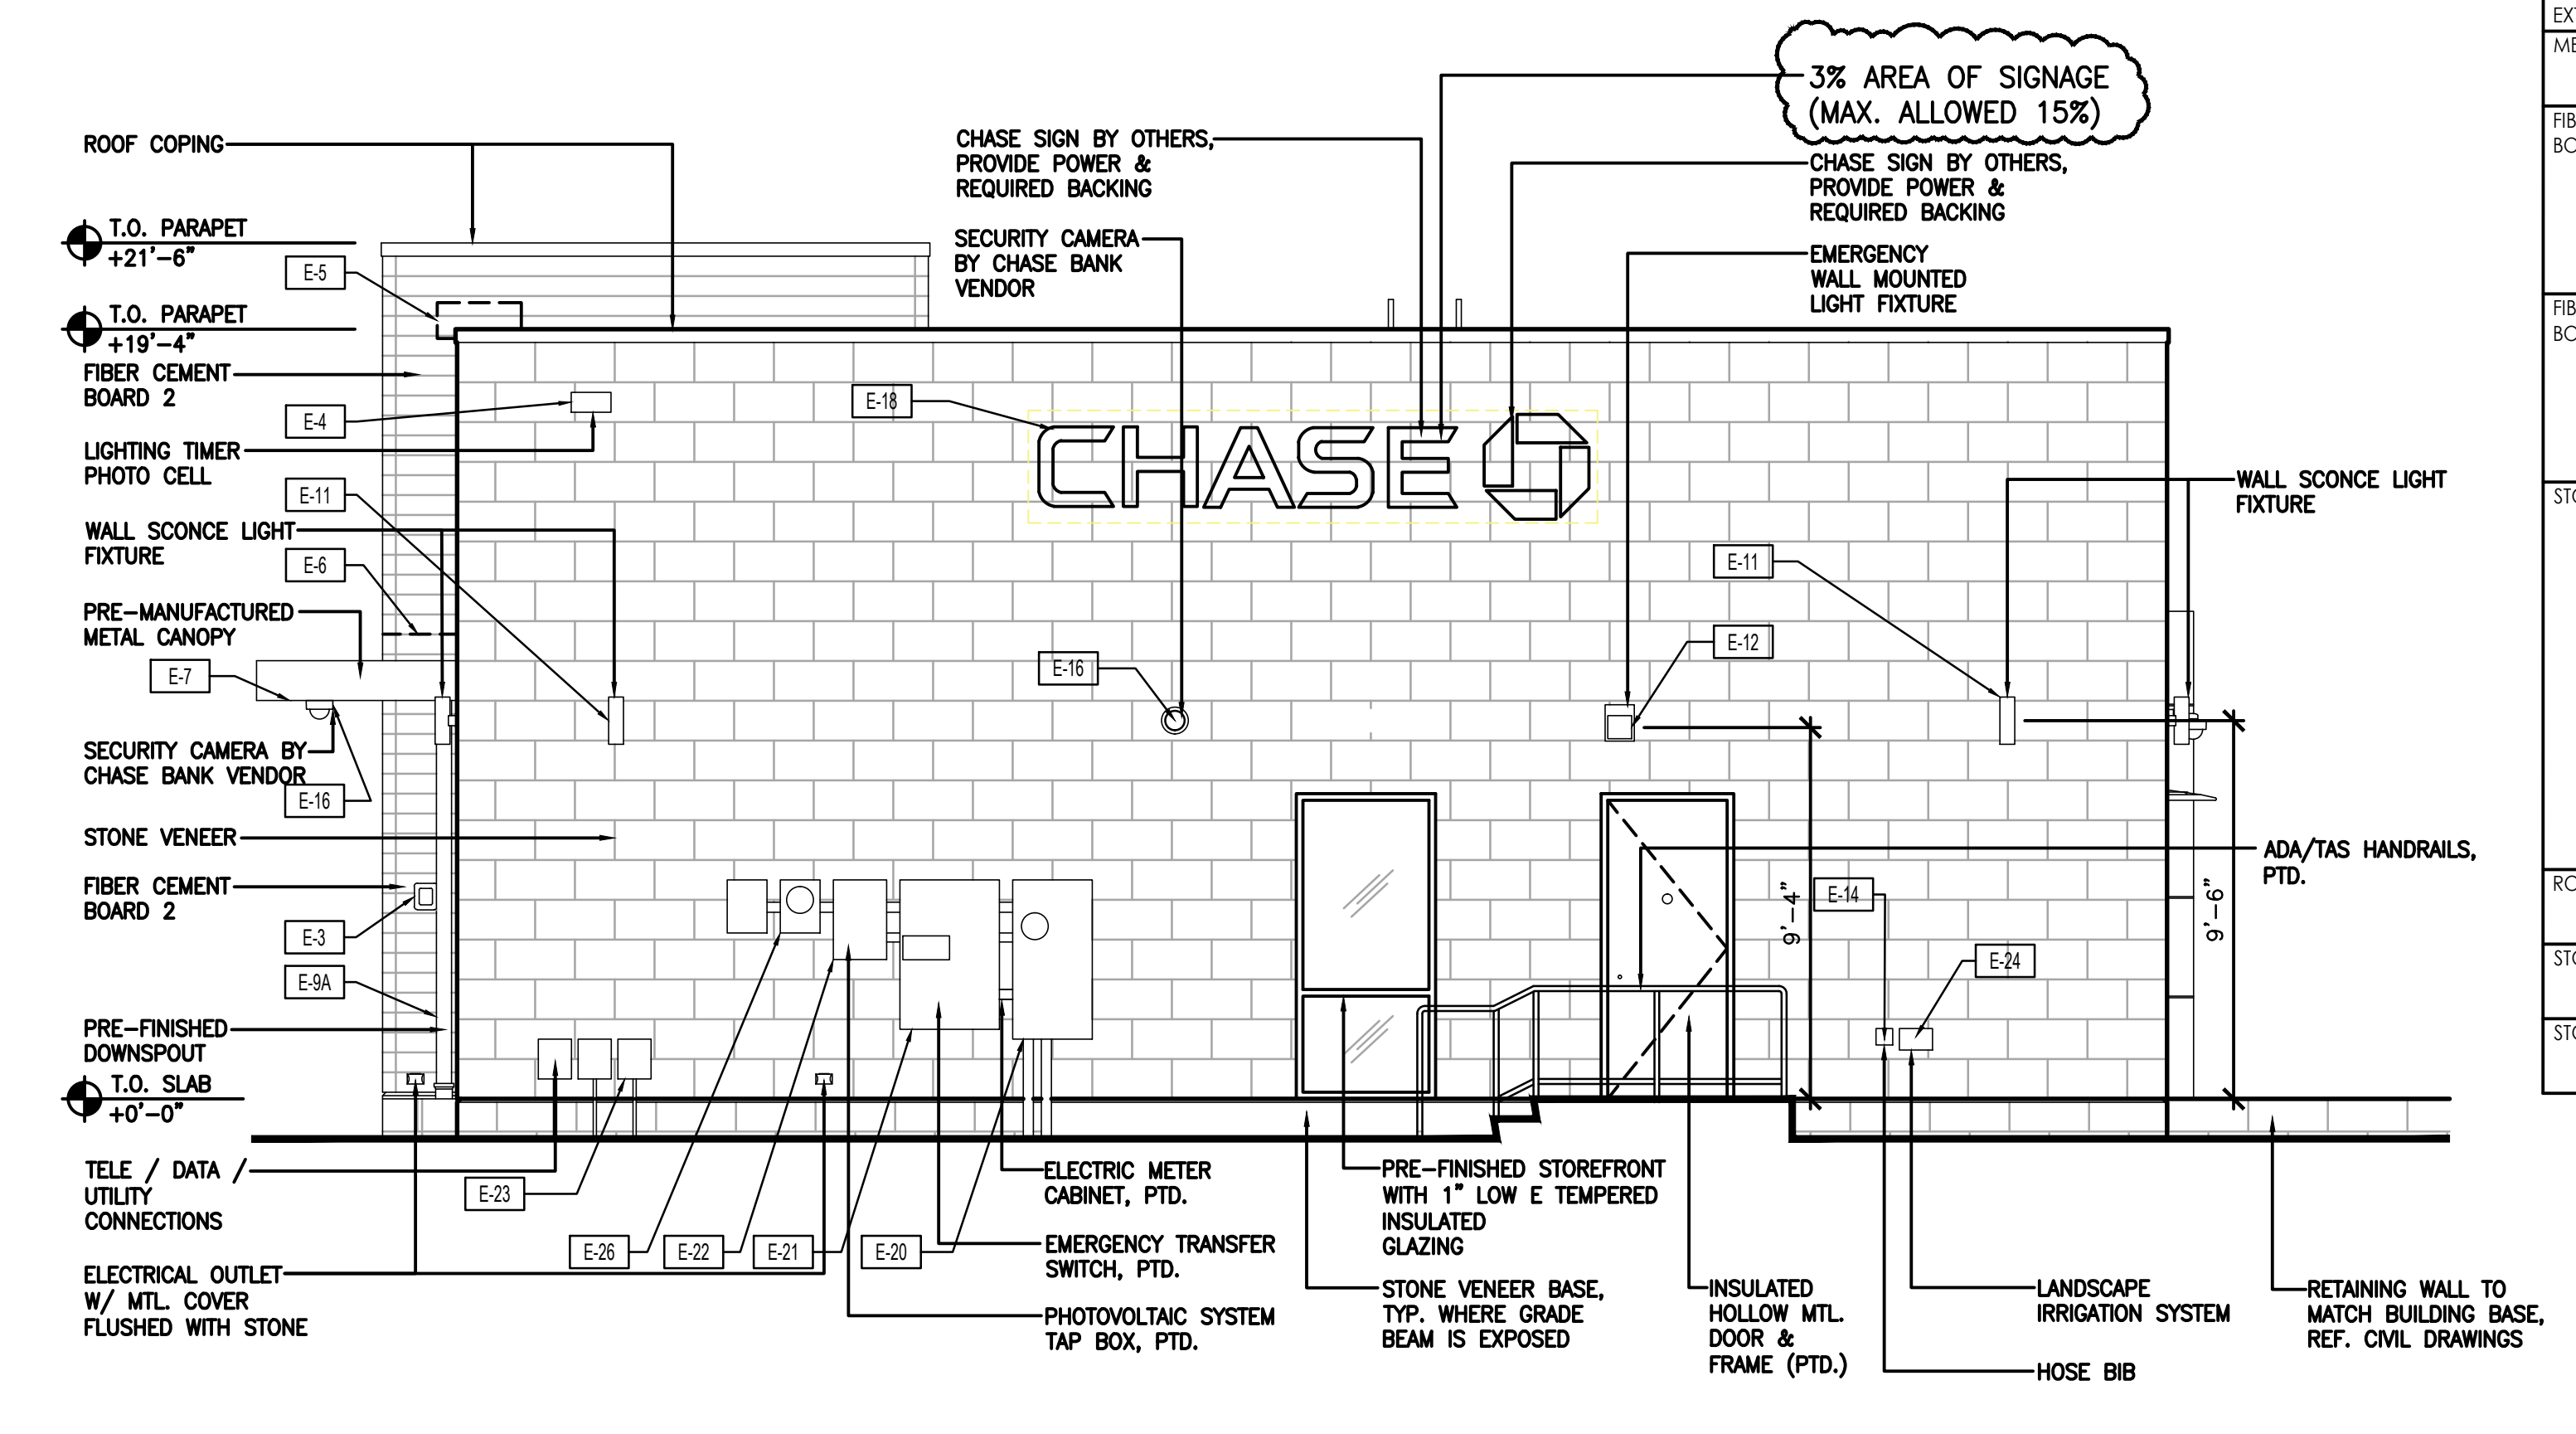 3% AREA OF SIGNAGE
(MAX. ALLOWED 15%)
ROOF COPING
CHASE SIGN BY OTHERS,
PROVIDE POWER &
REQUIRED BACKING
CHASE SIGN BY OTHERS,
PROVIDE POWER &
REQUIRED BACKING
T.O. PARAPET
+21'-6"
SECURITY CAMERA
BY CHASE BANK
VENDOR
EMERGENCY
WALL MOUNTED
LIGHT FIXTURE
E-5
T.O. PARAPET
+19'-4"
FIBER CEMENT
BOARD 2
E-4
E-18
CHASE
LIGHTING TIMER
PHOTO CELL
E-11
WALL SCONCE LIGHT
FIXTURE
WALL SCONCE LIGHT
FIXTURE
E-6
E-11
PRE-MANUFACTURED
METAL CANOPY
E-7
E-16
E-12
SECURITY CAMERA BY
CHASE BANK VENDOR
E-16
STONE VENEER
ADA/TAS HANDRAILS,
PTD.
FIBER CEMENT
BOARD 2
E-3
E-14
9'-4"
9'-6"
E-24
E-9A
PRE-FINISHED
DOWNSPOUT
T.O. SLAB
+0'-0"
TELE / DATA /
UTILITY
CONNECTIONS
E-23
ELECTRIC METER
CABINET, PTD.
PRE-FINISHED STOREFRONT
WITH 1" LOW E TEMPERED
INSULATED
GLAZING
E-26
E-22
E-21
E-20
EMERGENCY TRANSFER
SWITCH, PTD.
ELECTRICAL OUTLET
W/ MTL. COVER
FLUSHED WITH STONE
PHOTOVOLTAIC SYSTEM
TAP BOX, PTD.
STONE VENEER BASE,
TYP. WHERE GRADE
BEAM IS EXPOSED
INSULATED
HOLLOW MTL.
DOOR &
FRAME (PTD.)
LANDSCAPE
IRRIGATION SYSTEM
HOSE BIB
RETAINING WALL TO
MATCH BUILDING BASE,
REF. CIVIL DRAWINGS